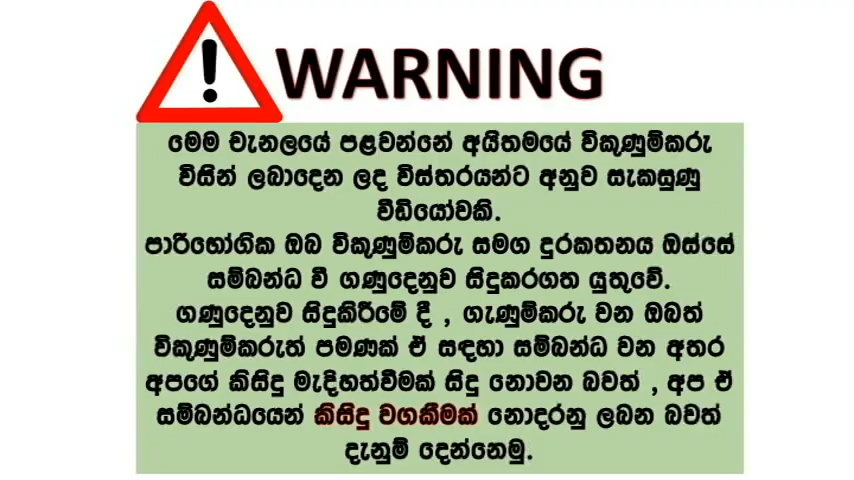 WARNING
මෙම චැනලයේ පළවන්නේ අයිතමයේ විකුණුම්කරු
විසින් ලබාදෙන ලද විස්තරයන්ට අනුව සැකසුණු
වීඩියෝවකි.
පාරිභෝගික ඔබ විකුණුම්කරු සමග දුරකතනය ඔස්සේ
සම්බන්ධ වී ගණුදෙනුව සිදුකරගත යුතුවේ.
ගණුදෙනුව සිදුකිරීමේ දී , ගැණුම්කරු වන ඔබත්
විකුණුම්කරුත් පමණක් ඒ සඳහා සම්බන්ධ වන අතර
අපගේ කිසිදු මැදිහත්වීමක් සිදු නොවන බවත් , අප ඒ
සම්බන්ධයෙන් කිසිදු වගකීමක් නොදරනු ලබන බවත්
දැනුම් දෙන්නෙමු.